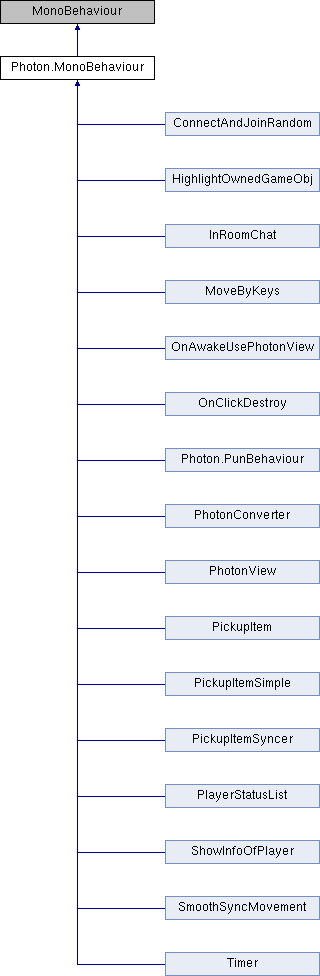 MonoBehaviour
Photon.MonoBehaviour
ConnectAndJoinRandom
HighlightOwnedGameObj
InRoomChat
MoveByKeys
OnAwakeUsePhotonView
OnClickDestroy
Photon.PunBehaviour
PhotonConverter
PhotonView
PickupItem
PickupItemSimple
PickupItemSyncer
PlayerStatusList
ShowInfoOfPlayer
SmoothSyncMovement
Timer